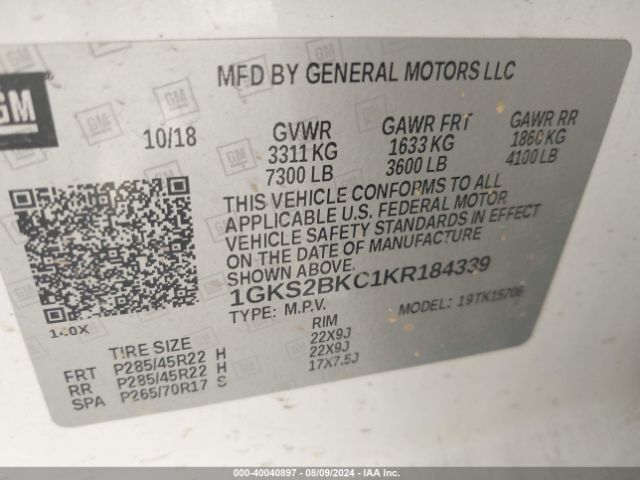 GM
MFD BY GENERAL MOTORS LLC
10/18 GVWR GAWR FRT GAWR RR
3311 KG 1633 KG 1860 KG
7300 LB 3600 LB 4100 LB
THIS VEHICLE CONFORMS TO ALL
APPLICABLE U.S. FEDERAL MOTOR
VEHICLE SAFETY STANDARDS IN EFFECT
ON THE DATE OF MANUFACTURE
SHOWN ABOVE.
1GKS2BKC1KR184339
TYPE: M.P.V. MODEL: 19TK15706
140X
TIRE SIZE RIM
FRT P285/45R22 H 22X9J
RR P285/45R22 H 22X9J
SPA P265/70R17 S 17X7.5J
000-40040897 - 08/09/2024 - IAA Inc.